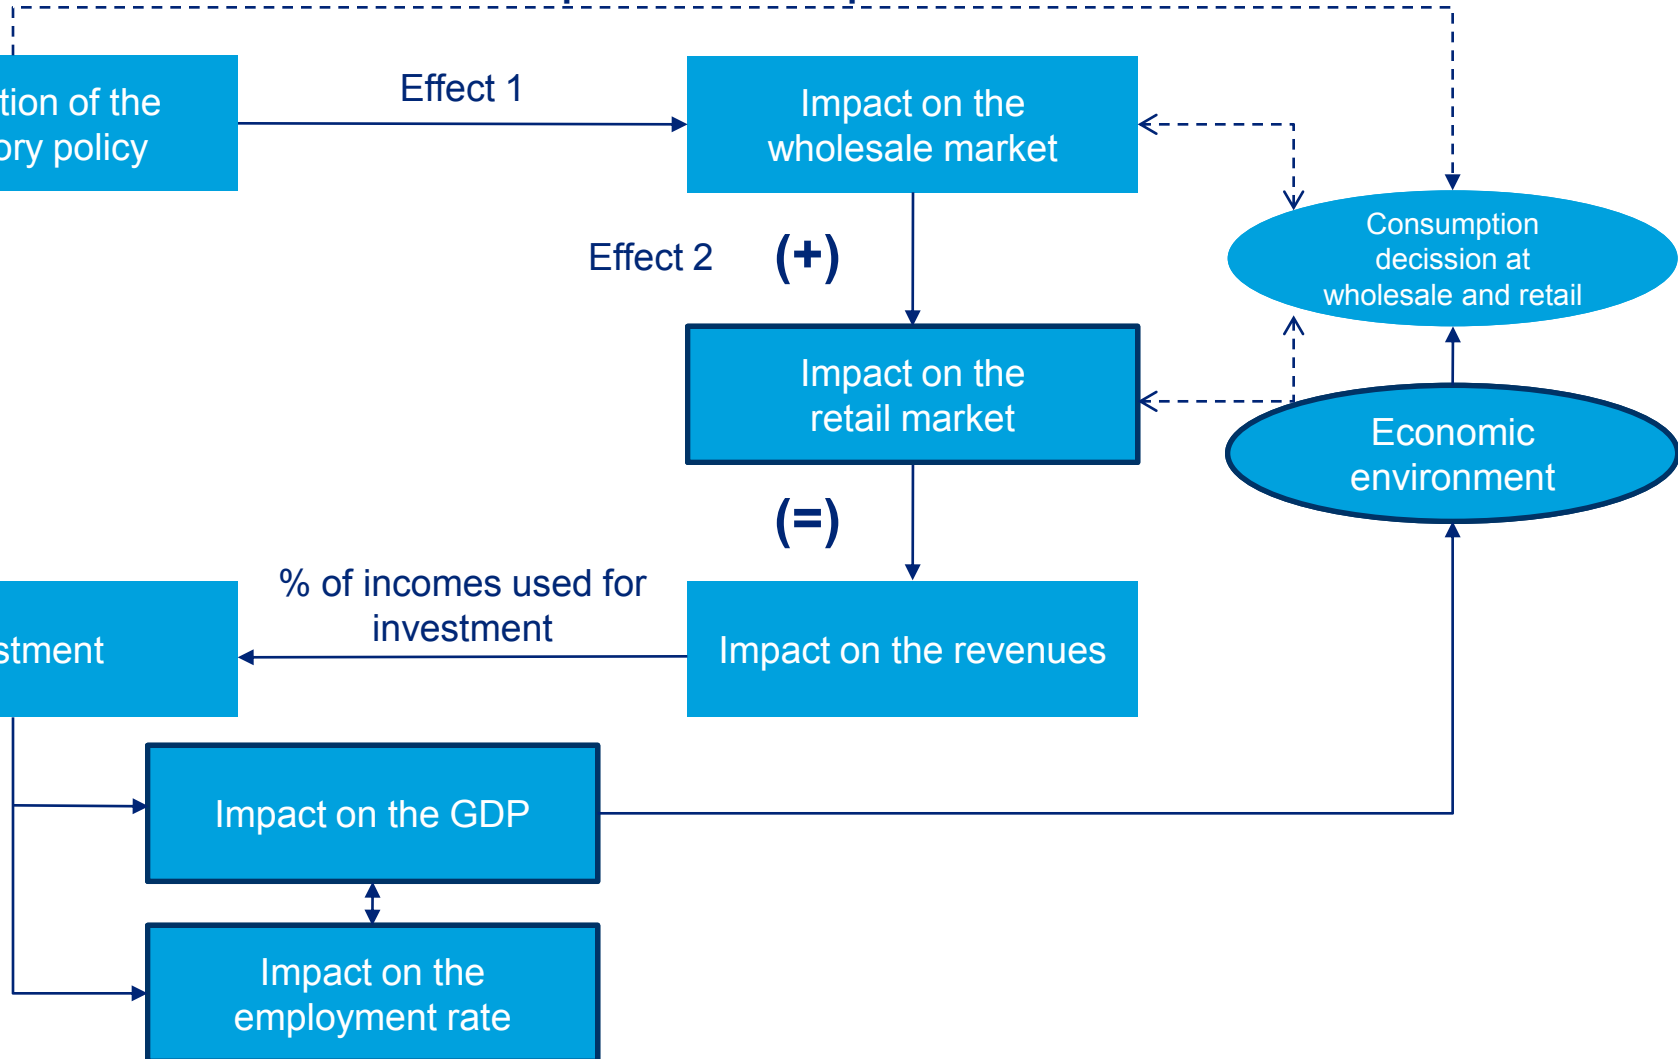 tion of the
ory policy
Effect 1
Impact on the
wholesale market
Effect 2
(+)
Consumption
decission at
wholesale and retail
Impact on the
retail market
Economic
environment
(=)
% of incomes used for
investment
stment
Impact on the revenues
Impact on the GDP
Impact on the
employment rate